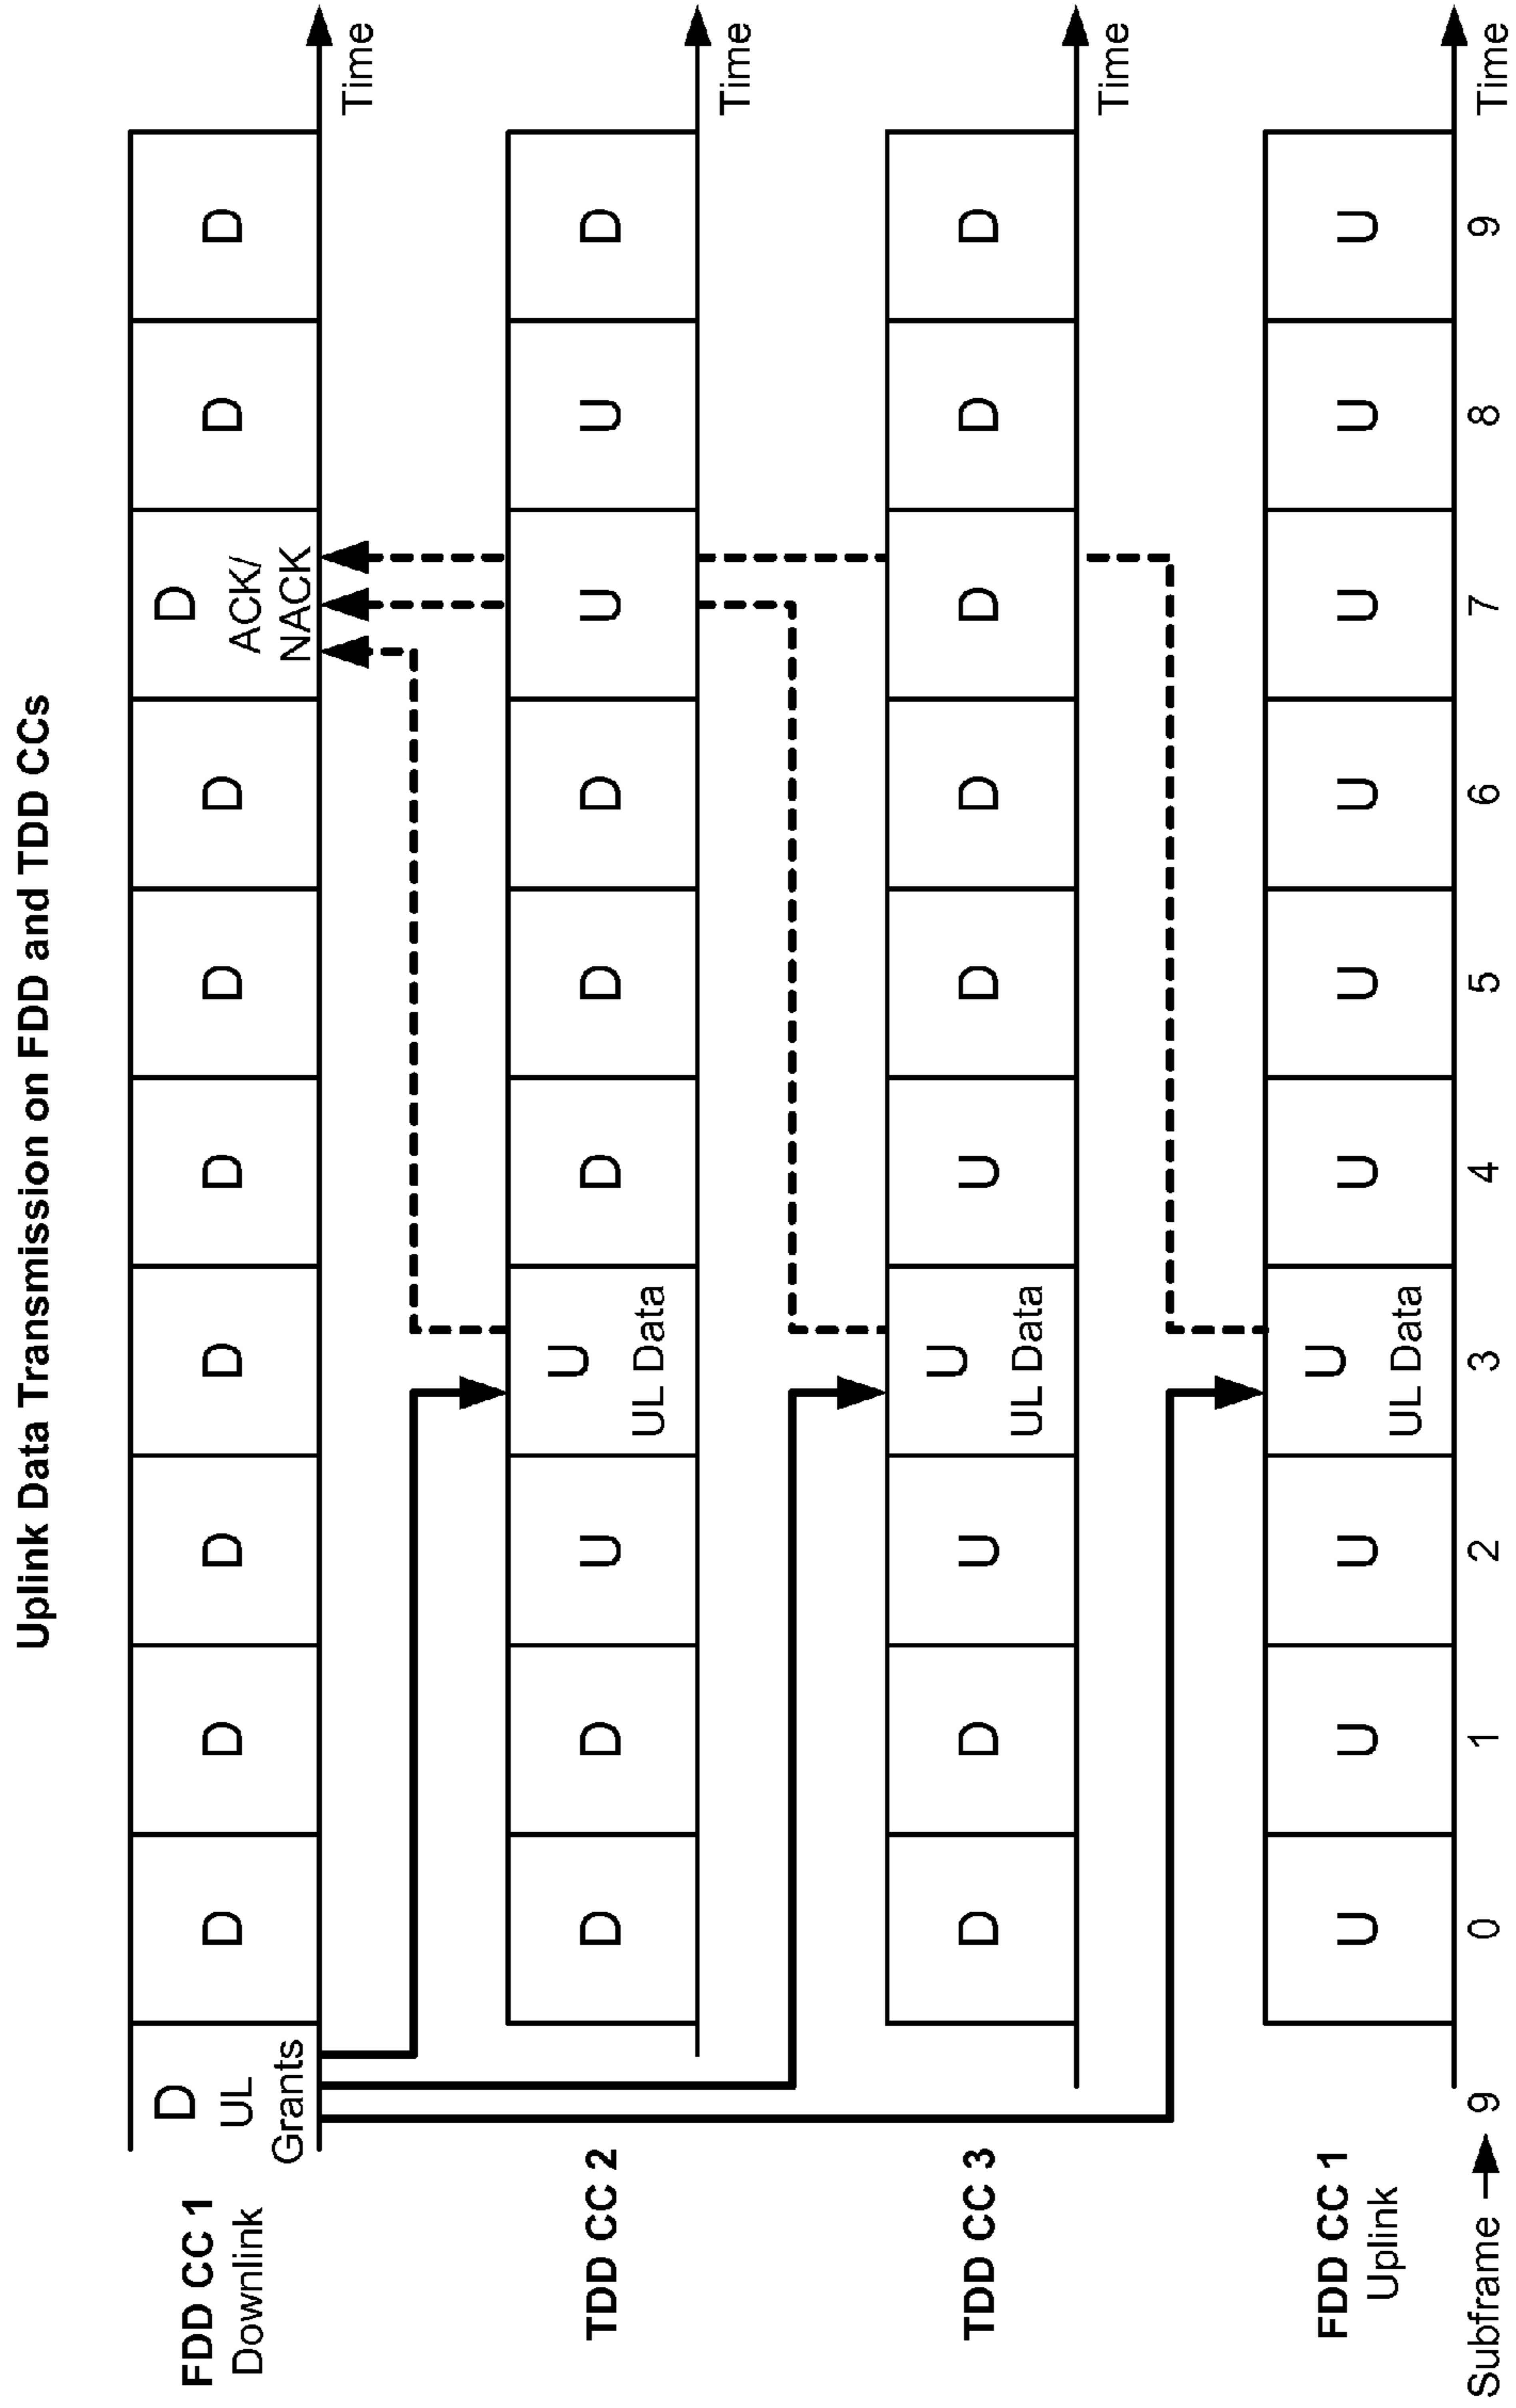 Uplink Data Transmission on FDD and TDD CCs
FDD CC 1
Downlink
D
UL
Grants
D
D
D
D
D
D
D
D
ACK/
NACK
D
D
Time
TDD CC 2
D
D
U
U
UL Data
D
D
D
U
U
D
Time
TDD CC 3
D
D
U
U
UL Data
U
D
D
D
D
D
Time
FDD CC 1
Uplink
U
U
U
U
UL Data
U
U
U
U
U
U
Time
Subframe 9 0 1 2 3 4 5 6 7 8 9